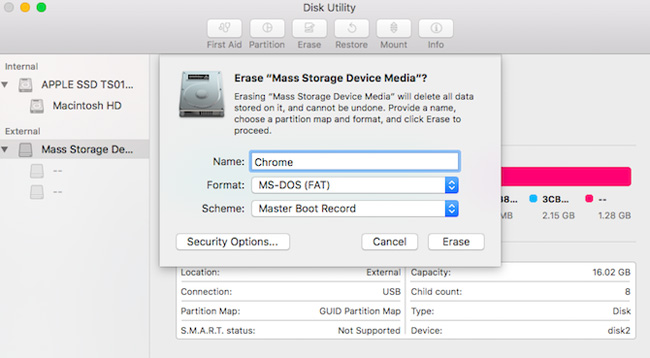 Disk Utility
First Aid Partition Erase Restore Mount Info
Internal
APPLE SSD TS01...
Macintosh HD
External
Mass Storage De...
--
--
Erase “Mass Storage Device Media”?
Erasing “Mass Storage Device Media” will delete all data
stored on it, and cannot be undone. Provide a name,
choose a partition map and format, and click Erase to
proceed.
Name: Chrome
Format: MS-DOS (FAT)
Scheme: Master Boot Record
Security Options... Cancel Erase
8... 3CB... --
MB 2.15 GB 1.28 GB
Location: External Capacity: 16.02 GB
Connection: USB Child count: 8
Partition Map: GUID Partition Map Type: Disk
S.M.A.R.T. status: Not Supported Device: disk2